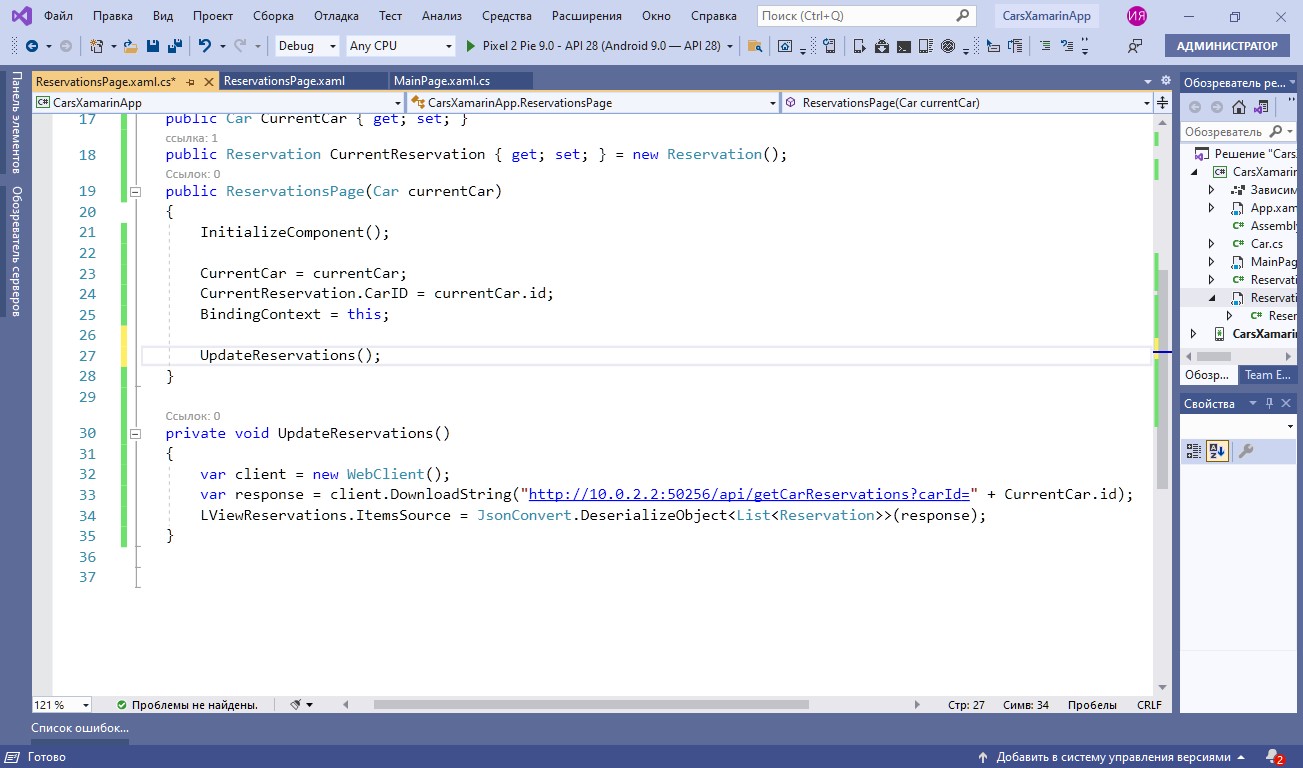 Файл Правка Вид Проект Сборка Отладка Тест Анализ Средства Расширения Окно Справка Поиск (Ctrl+Q) CarsXamarinApp ИЯ
Debug Any CPU Pixel 2 Pie 9.0 - API 28 (Android 9.0 — API 28) АДМИНИСТРАТОР
Панель элементов
Обозреватель серверов
ReservationsPage.xaml.cs* ReservationsPage.xaml MainPage.xaml.cs
CarsXamarinApp CarsXamarinApp.ReservationsPage ReservationsPage(Car currentCar)
17 public Car CurrentCar { get; set; }
ссылка: 1
18 public Reservation CurrentReservation { get; set; } = new Reservation();
Ссылок: 0
19 public ReservationsPage(Car currentCar)
20 {
21 InitializeComponent();
22
23 CurrentCar = currentCar;
24 CurrentReservation.CarID = currentCar.id;
25 BindingContext = this;
26
27 UpdateReservations();
28 }
29
Ссылок: 0
30 private void UpdateReservations()
31 {
32 var client = new WebClient();
33 var response = client.DownloadString("http://10.0.2.2:50256/api/getCarReservations?carId=" + CurrentCar.id);
34 LViewReservations.ItemsSource = JsonConvert.DeserializeObject<List<Reservation>>(response);
35 }
36
37
121 % Проблемы не найдены. Стр: 27 Симв: 34 Пробелы CRLF
Обозреватель ре...
Обозреватель
Решение "Cars
CarsXamarin
Зависим
App.xam
Assembly
Car.cs
MainPag
Reservati
Reservati
Reser
CarsXamarin
Обозр... Team E...
Свойства
Список ошибок...
Готово Добавить в систему управления версиями 2